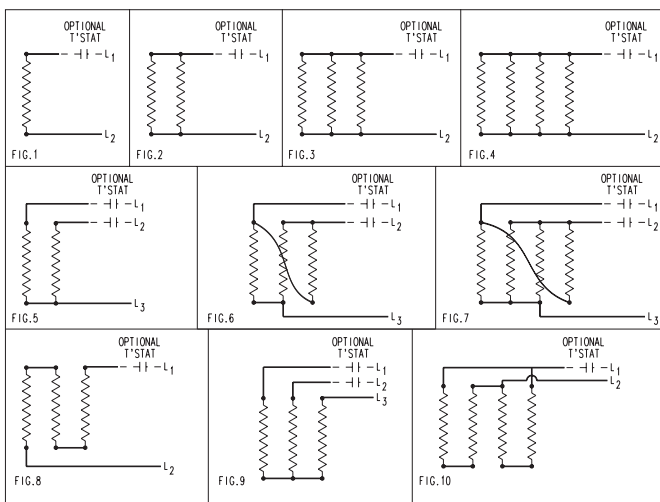 OPTIONAL
T'STAT
L1
L2
FIG.1
OPTIONAL
T'STAT
L1
L2
FIG.2
OPTIONAL
T'STAT
L1
L2
FIG.3
OPTIONAL
T'STAT
L1
L2
FIG.4
OPTIONAL
T'STAT
L1
L2
L3
FIG.5
OPTIONAL
T'STAT
L1
L2
L3
FIG.6
OPTIONAL
T'STAT
L1
L2
L3
FIG.7
OPTIONAL
T'STAT
L1
L2
FIG.8
OPTIONAL
T'STAT
L1
L2
L3
FIG.9
OPTIONAL
T'STAT
L1
L2
FIG.10